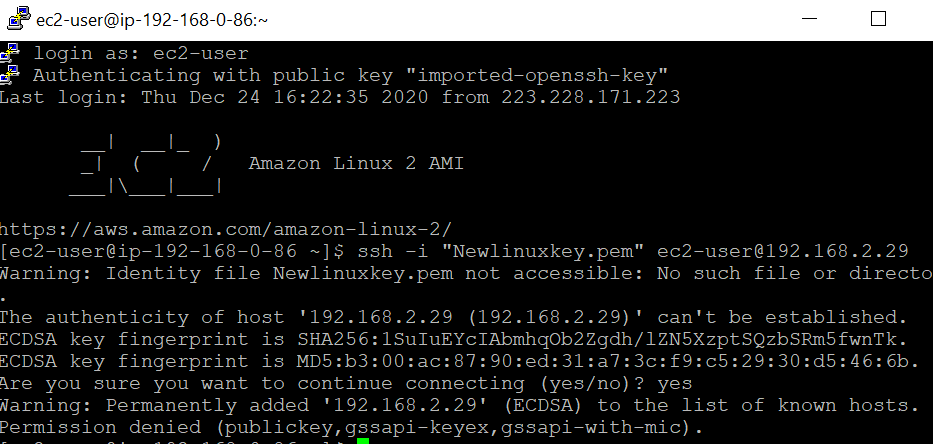 ec2-user@ip-192-168-0-86:~
login as: ec2-user
Authenticating with public key "imported-openssh-key"
Last login: Thu Dec 24 16:22:35 2020 from 223.228.171.223
__|  __|_  )
_|  (     /   Amazon Linux 2 AMI
___|\___|___|
https://aws.amazon.com/amazon-linux-2/
[ec2-user@ip-192-168-0-86 ~]$ ssh -i "Newlinuxkey.pem" ec2-user@192.168.2.29
Warning: Identity file Newlinuxkey.pem not accessible: No such file or directo
.
The authenticity of host '192.168.2.29 (192.168.2.29)' can't be established.
ECDSA key fingerprint is SHA256:1SuIuEYcIAbmhqOb2Zgdh/lZN5XzptSQzbSRm5fwnTk.
ECDSA key fingerprint is MD5:b3:00:ac:87:90:ed:31:a7:3c:f9:c5:29:30:d5:46:6b.
Are you sure you want to continue connecting (yes/no)? yes
Warning: Permanently added '192.168.2.29' (ECDSA) to the list of known hosts.
Permission denied (publickey,gssapi-keyex,gssapi-with-mic).